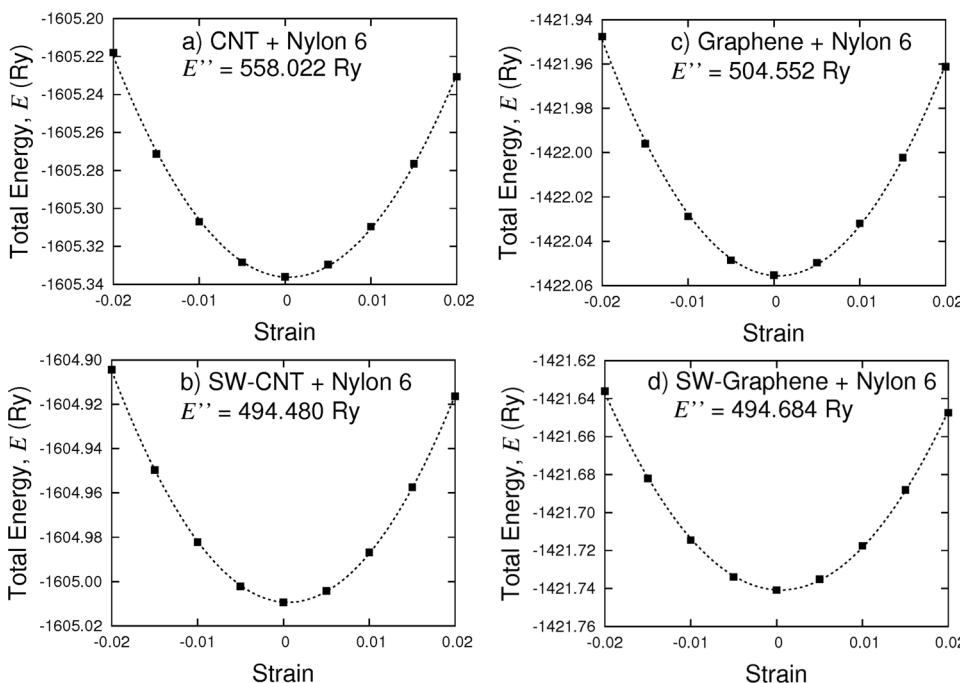 a) CNT + Nylon 6
E’’ = 558.022 Ry
Total Energy, E (Ry)
-1605.20
-1605.22
-1605.24
-1605.26
-1605.28
-1605.30
-1605.32
-1605.34
-0.02 -0.01 0 0.01 0.02
Strain
c) Graphene + Nylon 6
E’’ = 504.552 Ry
Total Energy, E (Ry)
-1421.94
-1421.96
-1421.98
-1422.00
-1422.02
-1422.04
-1422.06
-0.02 -0.01 0 0.01 0.02
Strain
b) SW-CNT + Nylon 6
E’’ = 494.480 Ry
Total Energy, E (Ry)
-1604.90
-1604.92
-1604.94
-1604.96
-1604.98
-1605.00
-1605.02
-0.02 -0.01 0 0.01 0.02
Strain
d) SW-Graphene + Nylon 6
E’’ = 494.684 Ry
Total Energy, E (Ry)
-1421.62
-1421.64
-1421.66
-1421.68
-1421.70
-1421.72
-1421.74
-1421.76
-0.02 -0.01 0 0.01 0.02
Strain